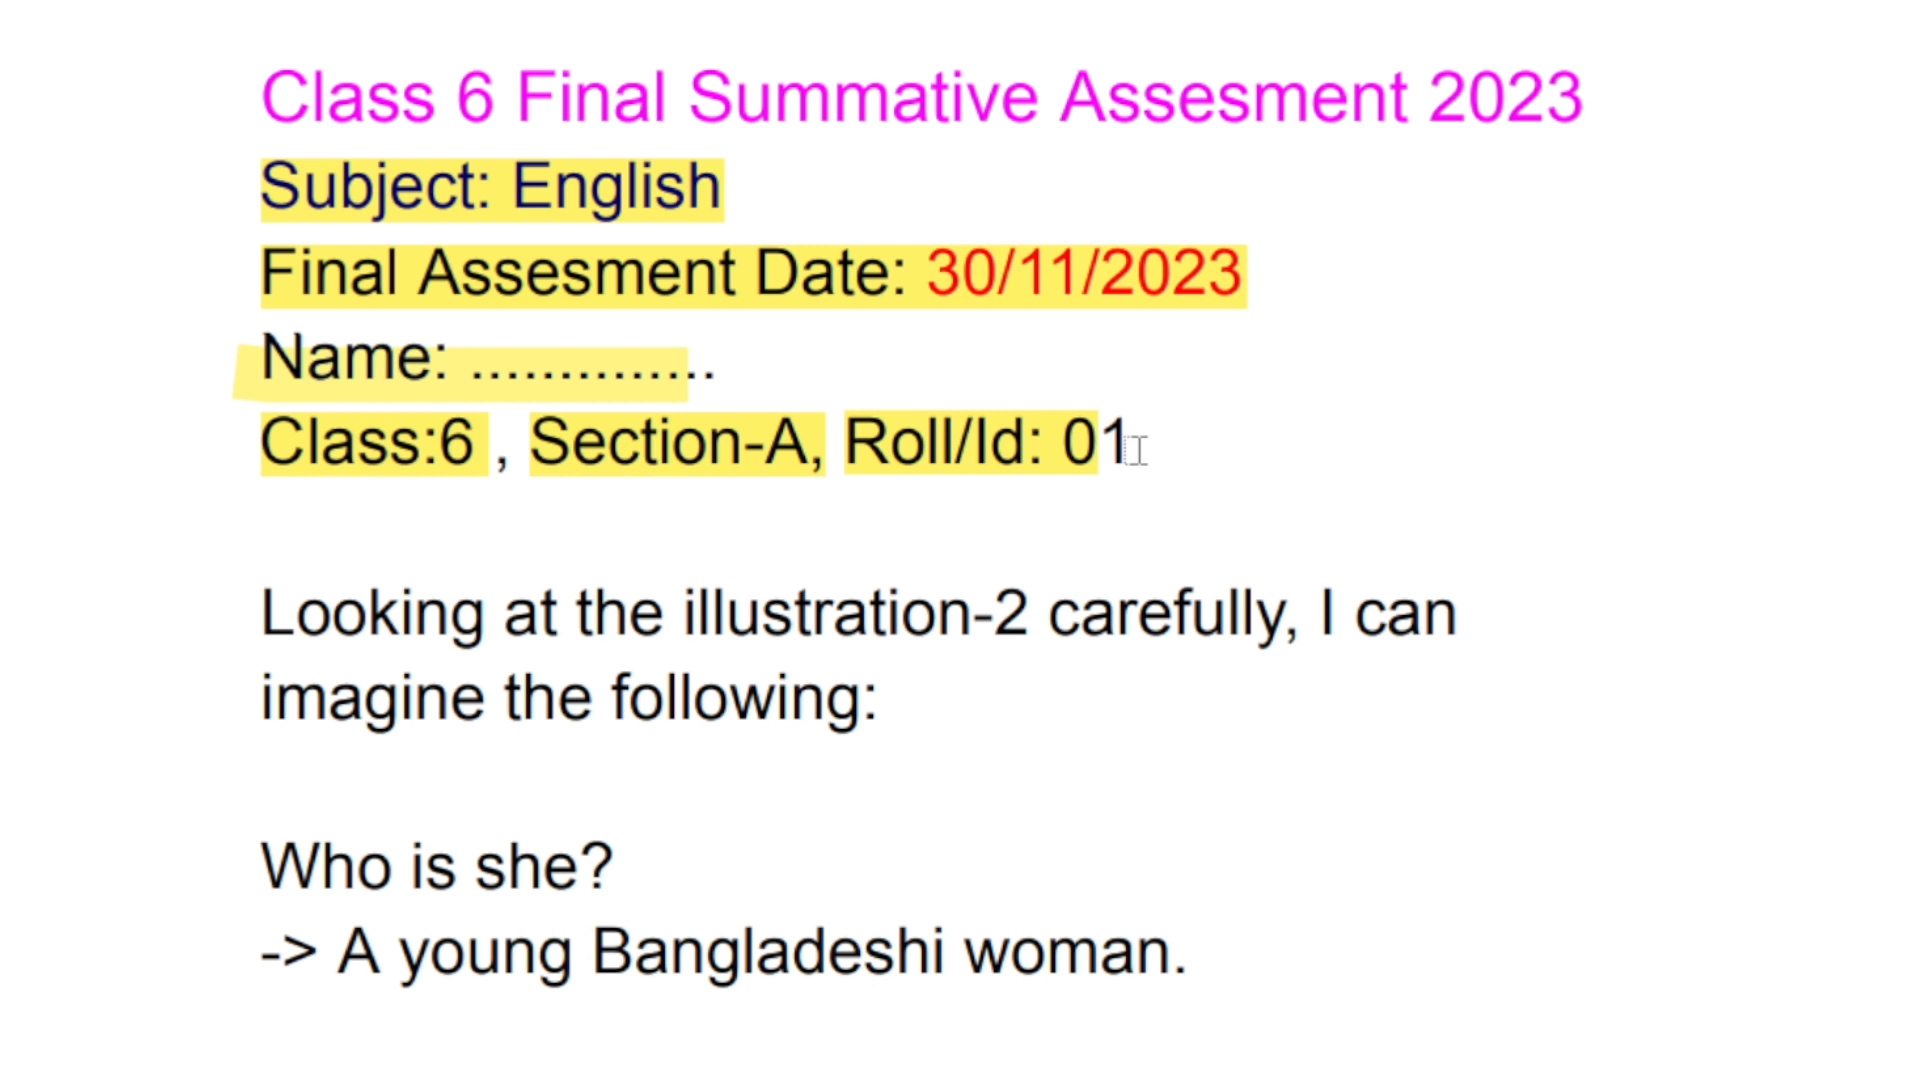 Class 6 Final Summative Assesment 2023
Subject: English
Final Assesment Date: 30/11/2023
Name: ..............
Class:6 , Section-A, Roll/Id: 01
Looking at the illustration-2 carefully, I can
imagine the following:
Who is she?
-> A young Bangladeshi woman.